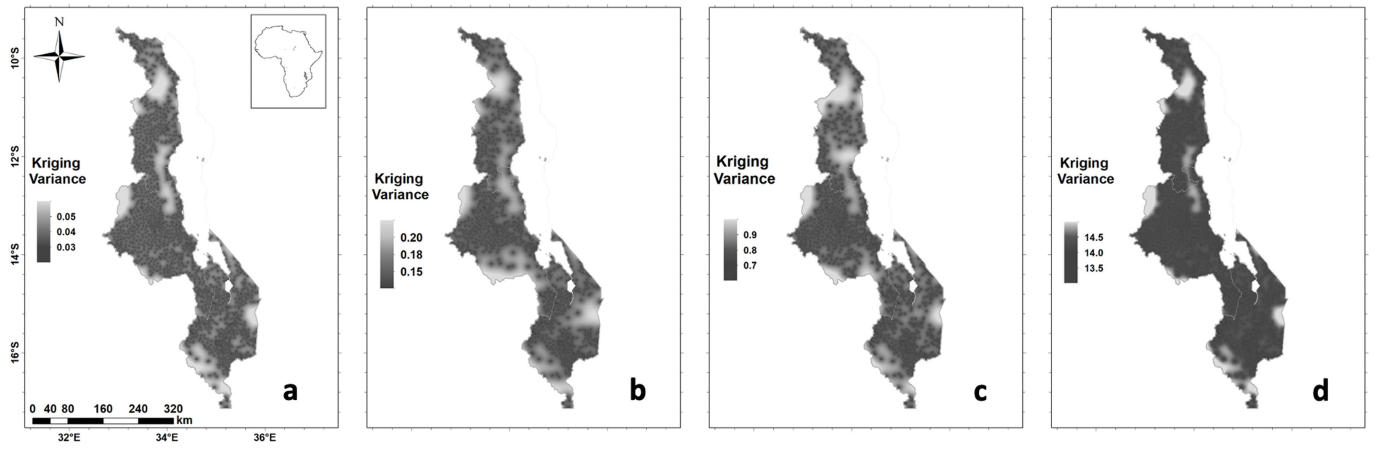 N
10°S
12°S
14°S
16°S
Kriging
Variance
0.05
0.04
0.03
a
0 40 80 160 240 320
km
32°E 34°E 36°E
Kriging
Variance
0.20
0.18
0.15
b
Kriging
Variance
0.9
0.8
0.7
c
Kriging
Variance
14.5
14.0
13.5
d